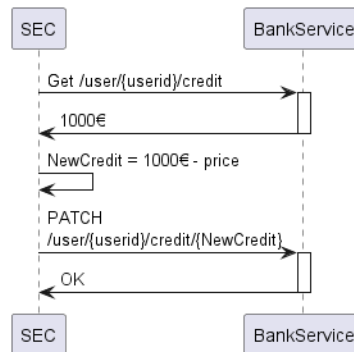 SEC BankService
Get /user/{userid}/credit
1000€
NewCredit = 1000€ - price
PATCH
/user/{userid}/credit/{NewCredit}
OK
SEC BankService